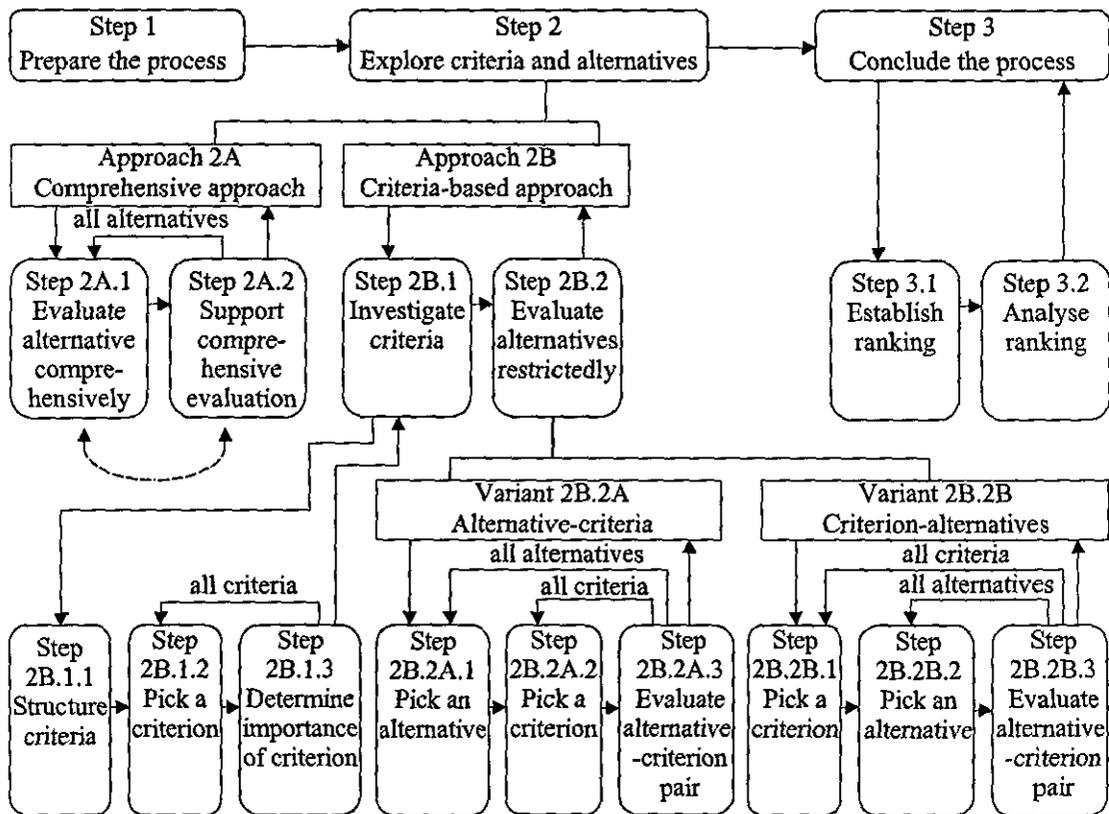 Step 1
Prepare the process
Step 2
Explore criteria and alternatives
Step 3
Conclude the process
Approach 2A
Comprehensive approach
Approach 2B
Criteria-based approach
all alternatives
Step 2A.1
Evaluate
alternative
compre-
hensively
Step 2A.2
Support
compre-
hensive
evaluation
Step 2B.1
Investigate
criteria
Step 2B.2
Evaluate
alternatives
restrictedly
Step 3.1
Establish
ranking
Step 3.2
Analyse
ranking
Variant 2B.2A
Alternative-criteria
Variant 2B.2B
Criterion-alternatives
all criteria
all alternatives
all criteria
all criteria
all alternatives
Step
2B.1.1
Structure
criteria
Step
2B.1.2
Pick a
criterion
Step
2B.1.3
Determine
importance
of criterion
Step
2B.2A.1
Pick an
alternative
Step
2B.2A.2
Pick a
criterion
Step
2B.2A.3
Evaluate
alternative
-criterion
pair
Step
2B.2B.1
Pick a
criterion
Step
2B.2B.2
Pick an
alternative
Step
2B.2B.3
Evaluate
alternative
-criterion
pair